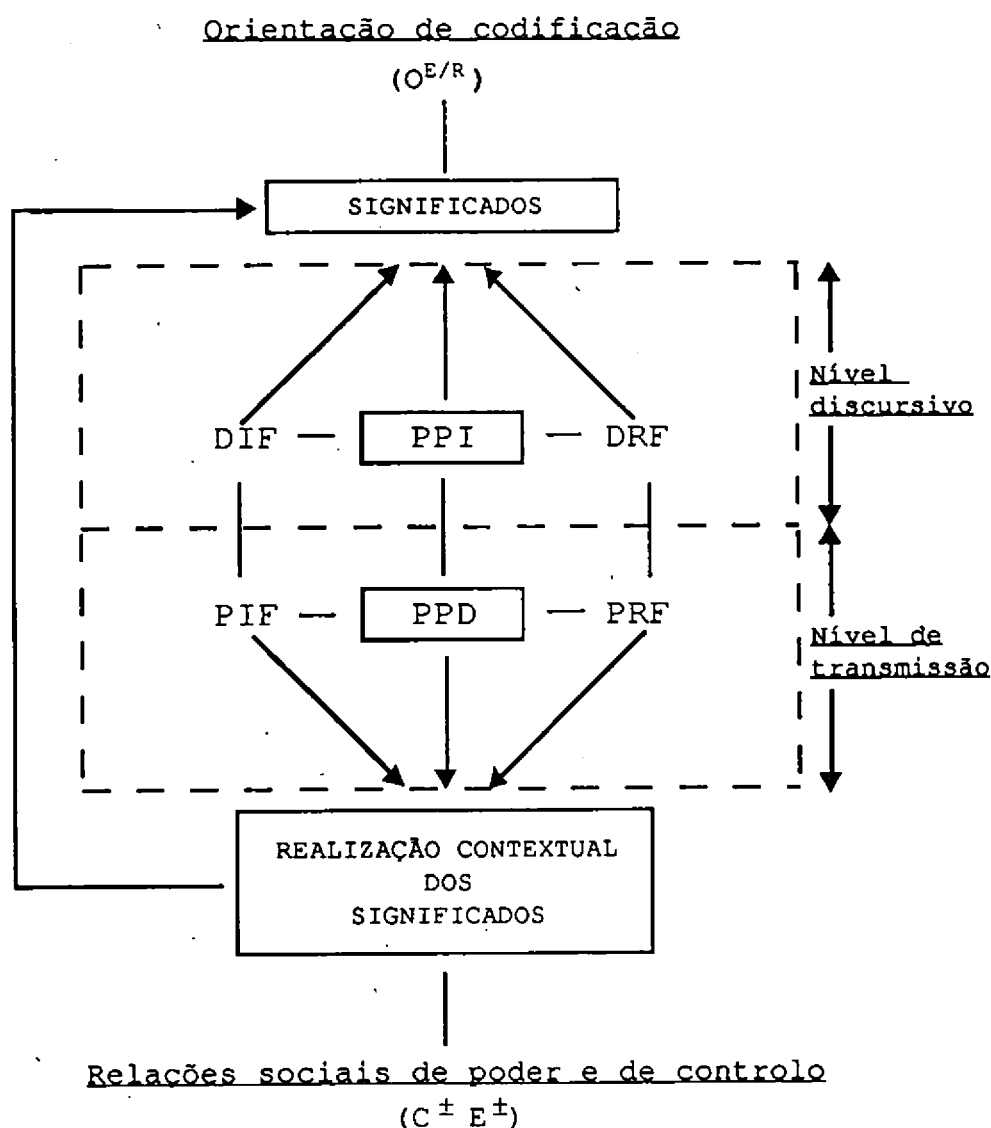 Orientação de codificação
(O^E/R)
SIGNIFICADOS
DIF — PPI — DRF
Nível
discursivo
PIF — PPD — PRF
Nível de
transmissão
REALIZAÇÃO CONTEXTUAL
DOS
SIGNIFICADOS
Relações sociais de poder e de controlo
(C ± E ±)